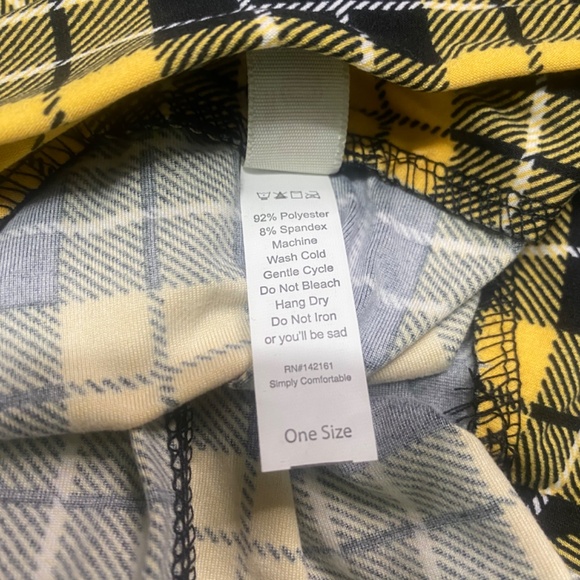 92% Polyester
8% Spandex
Machine
Wash Cold
Gentle Cycle
Do Not Bleach
Hang Dry
Do Not Iron
or you'll be sad
RN#142161
Simply Comfortable
One Size